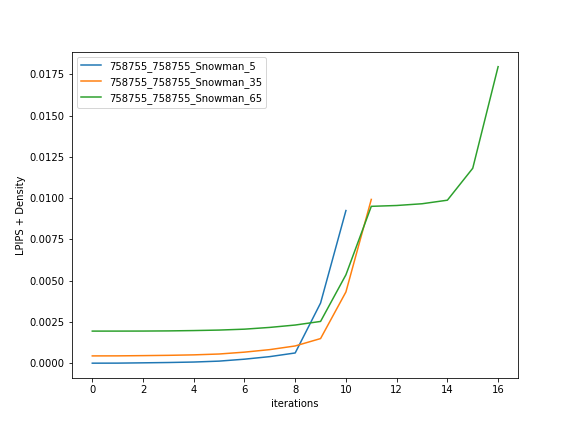 758755_758755_Snowman_5
758755_758755_Snowman_35
758755_758755_Snowman_65
0.0175
0.0150
0.0125
0.0100
0.0075
0.0050
0.0025
0.0000
LPIPS + Density
0 2 4 6 8 10 12 14 16
iterations